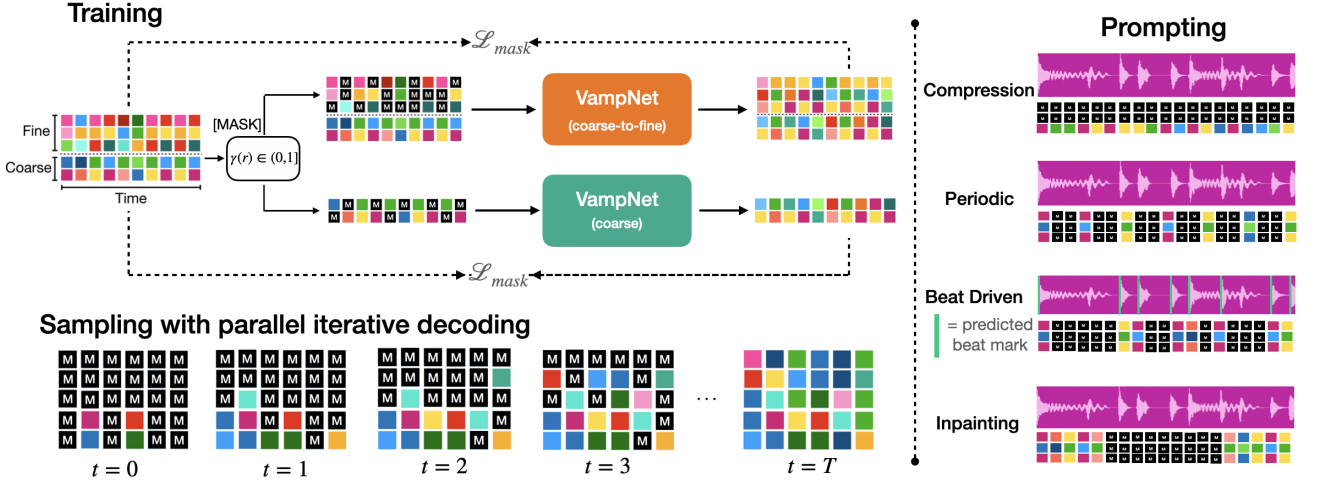 Training
ℒmask
Fine
Coarse
Time
[MASK]
γ(r) ∈ (0,1]
VampNet
(coarse-to-fine)
VampNet
(coarse)
ℒmask
Sampling with parallel iterative decoding
t = 0
t = 1
t = 2
t = 3
...
t = T
Prompting
Compression
Periodic
Beat Driven
= predicted
beat mark
Inpainting